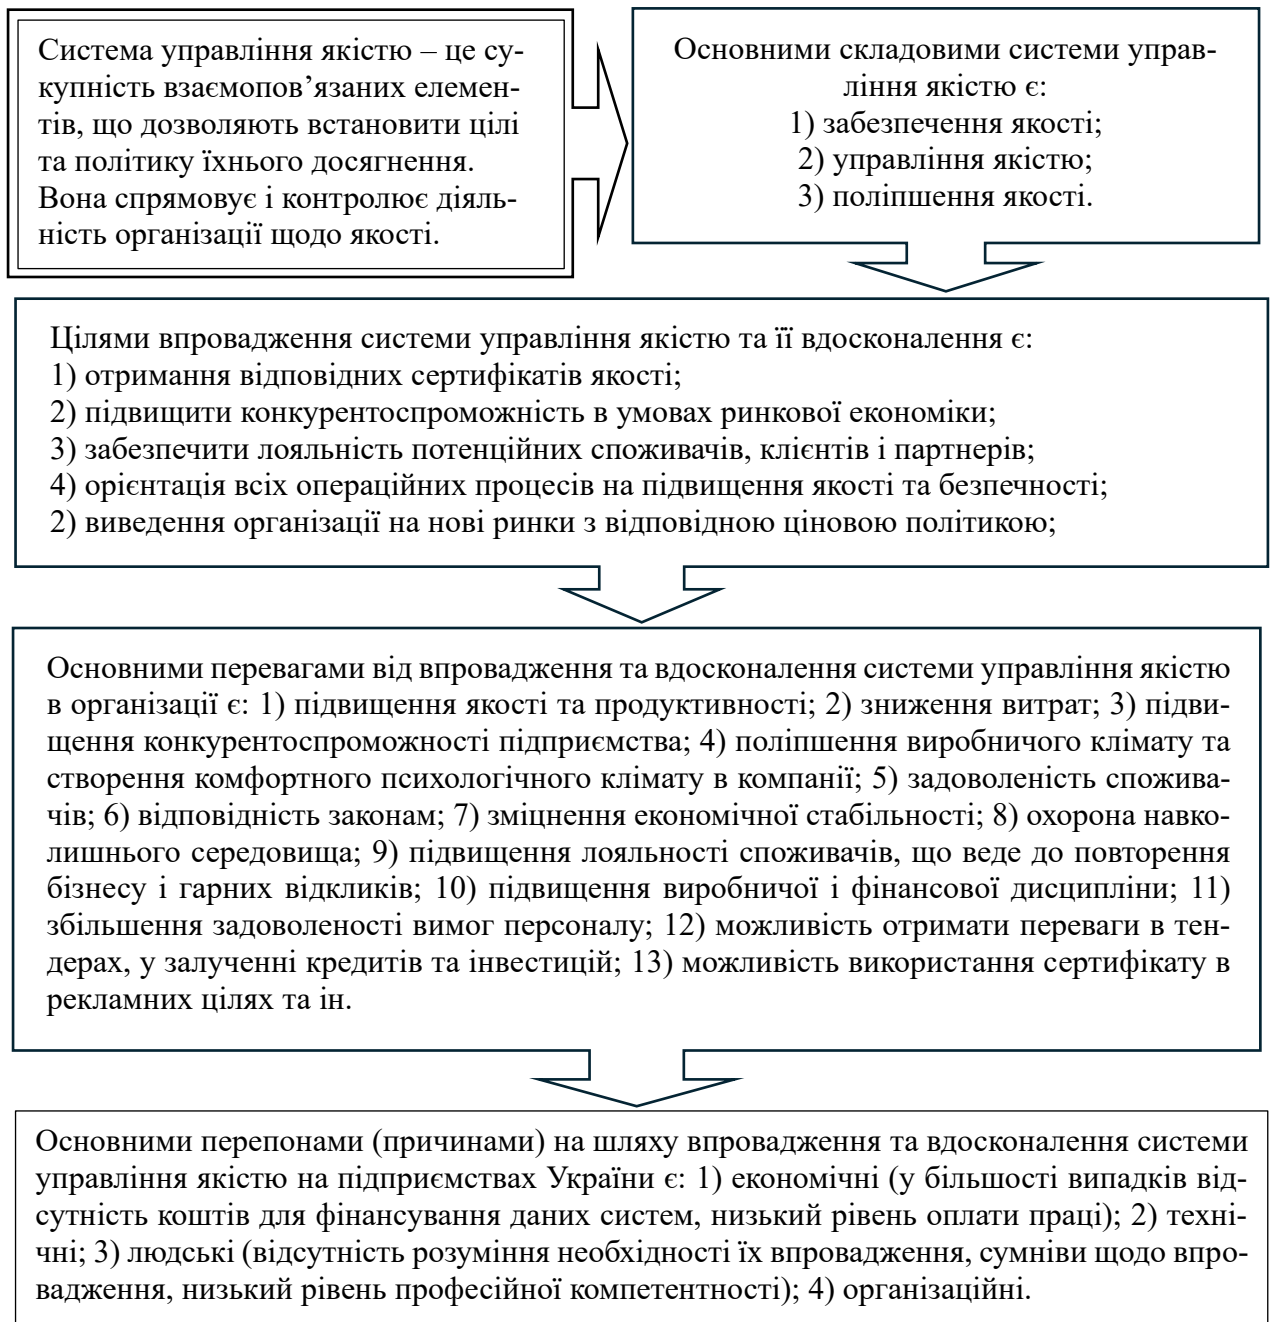 Система управління якістю – це су-
купність взаємопов’язаних елемен-
тів, що дозволяють встановити цілі
та політику їхнього досягнення.
Вона спрямовує і контролює діяль-
ність організації щодо якості.
Основними складовими системи управ-
ління якістю є:
1) забезпечення якості;
2) управління якістю;
3) поліпшення якості.
Цілями впровадження системи управління якістю та її вдосконалення є:
1) отримання відповідних сертифікатів якості;
2) підвищити конкурентоспроможність в умовах ринкової економіки;
3) забезпечити лояльність потенційних споживачів, клієнтів і партнерів;
4) орієнтація всіх операційних процесів на підвищення якості та безпечності;
2) виведення організації на нові ринки з відповідною ціновою політикою;
Основними перевагами від впровадження та вдосконалення системи управління якістю
в організації є: 1) підвищення якості та продуктивності; 2) зниження витрат; 3) підви-
щення конкурентоспроможності підприємства; 4) поліпшення виробничого клімату та
створення комфортного психологічного клімату в компанії; 5) задоволеність спожива-
чів; 6) відповідність законам; 7) зміцнення економічної стабільності; 8) охорона навко-
лишнього середовища; 9) підвищення лояльності споживачів, що веде до повторення
бізнесу і гарних відкликів; 10) підвищення виробничої і фінансової дисципліни; 11)
збільшення задоволеності вимог персоналу; 12) можливість отримати переваги в тен-
дерах, у залученні кредитів та інвестицій; 13) можливість використання сертифікату в
рекламних цілях та ін.
Основними перепонами (причинами) на шляху впровадження та вдосконалення системи
управління якістю на підприємствах України є: 1) економічні (у більшості випадків від-
сутність коштів для фінансування даних систем, низький рівень оплати праці); 2) техні-
чні; 3) людські (відсутність розуміння необхідності їх впровадження, сумніви щодо впро-
вадження, низький рівень професійної компетентності); 4) організаційні.